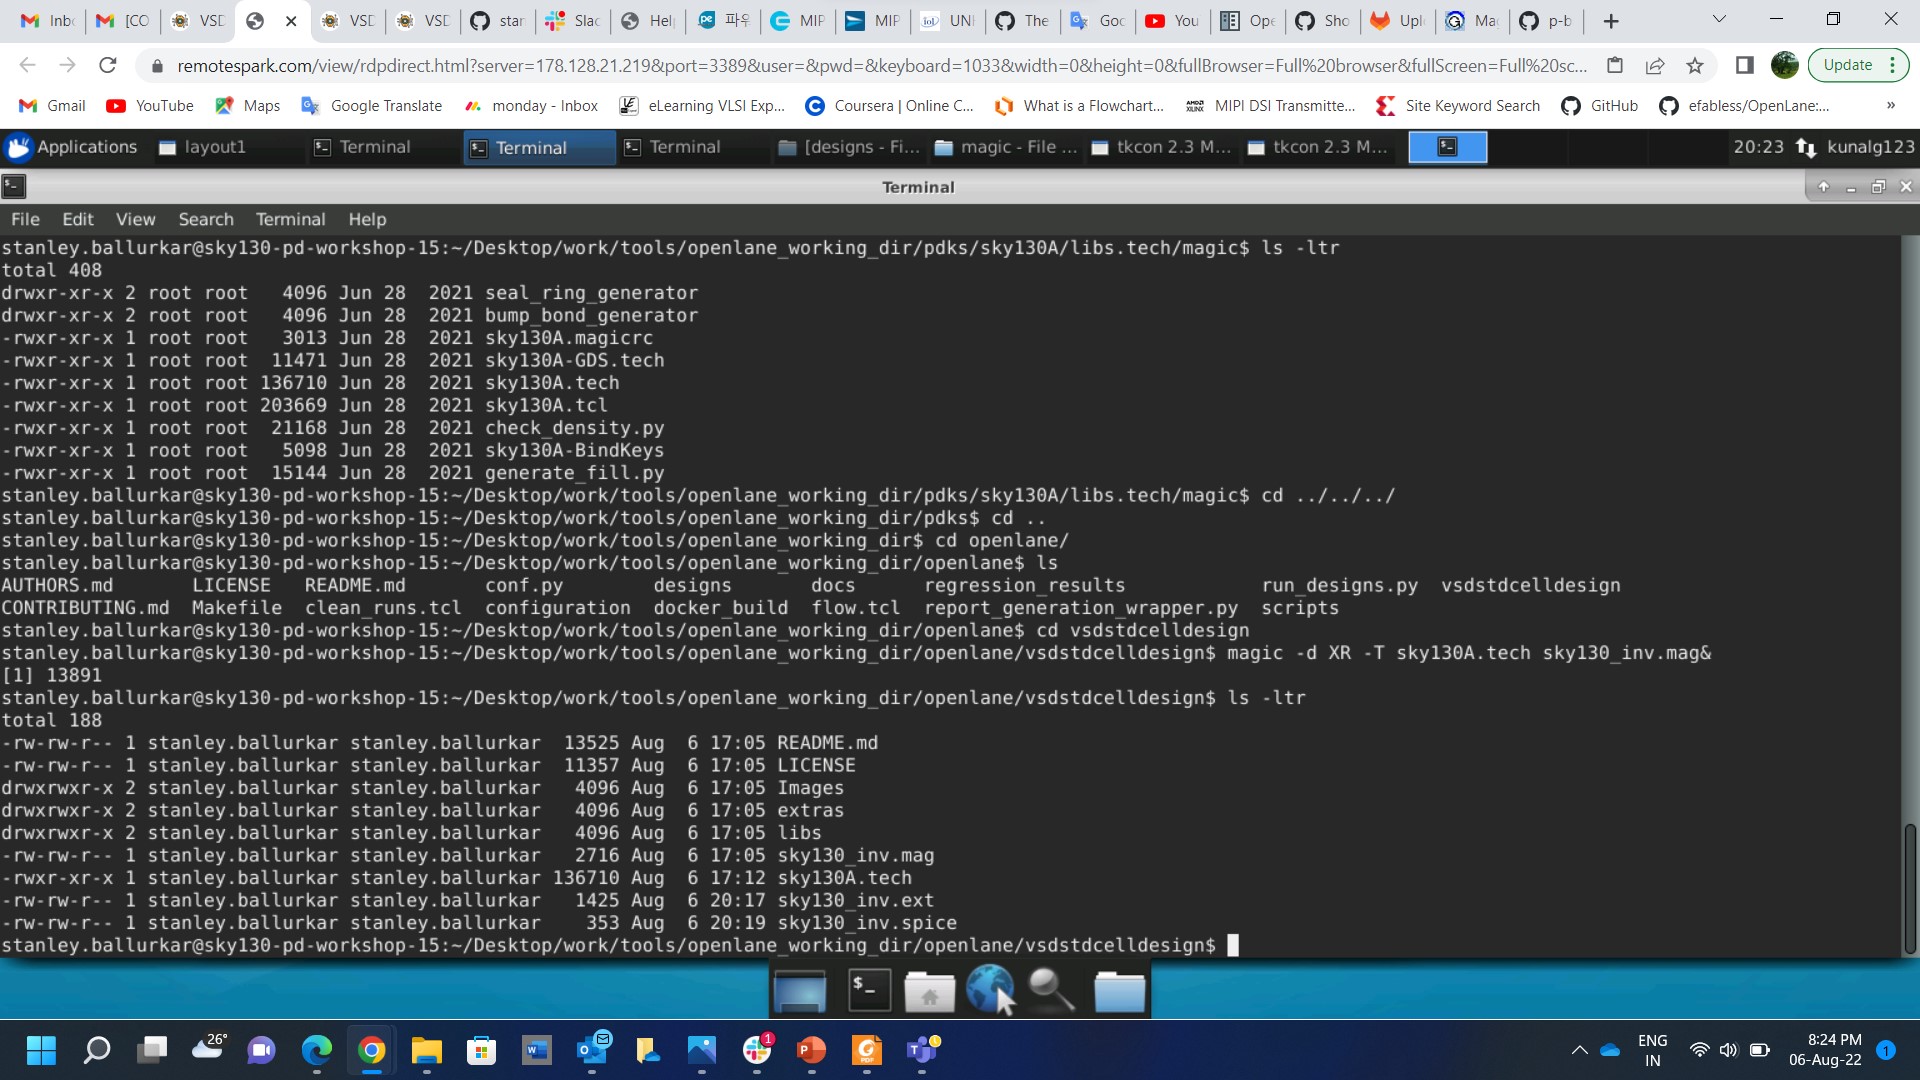 Inb
[CO
VSD
VSD
VSD
stan
Slac
Help
파우
MIP
MIP
UNH
The
Goo
You
Ope
Sho
Uplo
Ma
p-b
remotespark.com/view/rdpdirect.html?server=178.128.21.219&port=3389&user=&pwd=&keyboard=1033&width=0&height=0&fullBrowser=Full%20browser&fullScreen=Full%20sc...
Update
Gmail YouTube Maps Google Translate monday - Inbox eLearning VLSI Exp... Coursera | Online C... What is a Flowchart... MIPI DSI Transmitte... Site Keyword Search GitHub efabless/OpenLane:... »
Applications layout1 Terminal Terminal Terminal [designs - Fi... magic - File ... tkcon 2.3 M... tkcon 2.3 M... 20:23 kunalg123
Terminal
File Edit View Search Terminal Help
stanley.ballurkar@sky130-pd-workshop-15:~/Desktop/work/tools/openlane_working_dir/pdks/sky130A/libs.tech/magic$ ls -ltr
total 408
drwxr-xr-x 2 root root   4096 Jun 28  2021 seal_ring_generator
drwxr-xr-x 2 root root   4096 Jun 28  2021 bump_bond_generator
-rwxr-xr-x 1 root root   3013 Jun 28  2021 sky130A.magicrc
-rwxr-xr-x 1 root root  11471 Jun 28  2021 sky130A-GDS.tech
-rwxr-xr-x 1 root root 136710 Jun 28  2021 sky130A.tech
-rwxr-xr-x 1 root root 203669 Jun 28  2021 sky130A.tcl
-rwxr-xr-x 1 root root  21168 Jun 28  2021 check_density.py
-rwxr-xr-x 1 root root   5098 Jun 28  2021 sky130A-BindKeys
-rwxr-xr-x 1 root root  15144 Jun 28  2021 generate_fill.py
stanley.ballurkar@sky130-pd-workshop-15:~/Desktop/work/tools/openlane_working_dir/pdks/sky130A/libs.tech/magic$ cd ../../../
stanley.ballurkar@sky130-pd-workshop-15:~/Desktop/work/tools/openlane_working_dir/pdks$ cd ..
stanley.ballurkar@sky130-pd-workshop-15:~/Desktop/work/tools/openlane_working_dir$ cd openlane/
stanley.ballurkar@sky130-pd-workshop-15:~/Desktop/work/tools/openlane_working_dir/openlane$ ls
AUTHORS.md       LICENSE   README.md       conf.py        designs       docs      regression_results            run_designs.py  vsdstdcelldesign
CONTRIBUTING.md  Makefile  clean_runs.tcl  configuration  docker_build  flow.tcl  report_generation_wrapper.py  scripts
stanley.ballurkar@sky130-pd-workshop-15:~/Desktop/work/tools/openlane_working_dir/openlane$ cd vsdstdcelldesign
stanley.ballurkar@sky130-pd-workshop-15:~/Desktop/work/tools/openlane_working_dir/openlane/vsdstdcelldesign$ magic -d XR -T sky130A.tech sky130_inv.mag&
[1] 13891
stanley.ballurkar@sky130-pd-workshop-15:~/Desktop/work/tools/openlane_working_dir/openlane/vsdstdcelldesign$ ls -ltr
total 188
-rw-rw-r-- 1 stanley.ballurkar stanley.ballurkar  13525 Aug  6 17:05 README.md
-rw-rw-r-- 1 stanley.ballurkar stanley.ballurkar  11357 Aug  6 17:05 LICENSE
drwxrwxr-x 2 stanley.ballurkar stanley.ballurkar   4096 Aug  6 17:05 Images
drwxrwxr-x 2 stanley.ballurkar stanley.ballurkar   4096 Aug  6 17:05 extras
drwxrwxr-x 2 stanley.ballurkar stanley.ballurkar   4096 Aug  6 17:05 libs
-rw-rw-r-- 1 stanley.ballurkar stanley.ballurkar   2716 Aug  6 17:05 sky130_inv.mag
-rwxr-xr-x 1 stanley.ballurkar stanley.ballurkar 136710 Aug  6 17:12 sky130A.tech
-rw-rw-r-- 1 stanley.ballurkar stanley.ballurkar   1425 Aug  6 20:17 sky130_inv.ext
-rw-rw-r-- 1 stanley.ballurkar stanley.ballurkar    353 Aug  6 20:19 sky130_inv.spice
stanley.ballurkar@sky130-pd-workshop-15:~/Desktop/work/tools/openlane_working_dir/openlane/vsdstdcelldesign$
26°
1
ENG
IN
8:24 PM
06-Aug-22
1